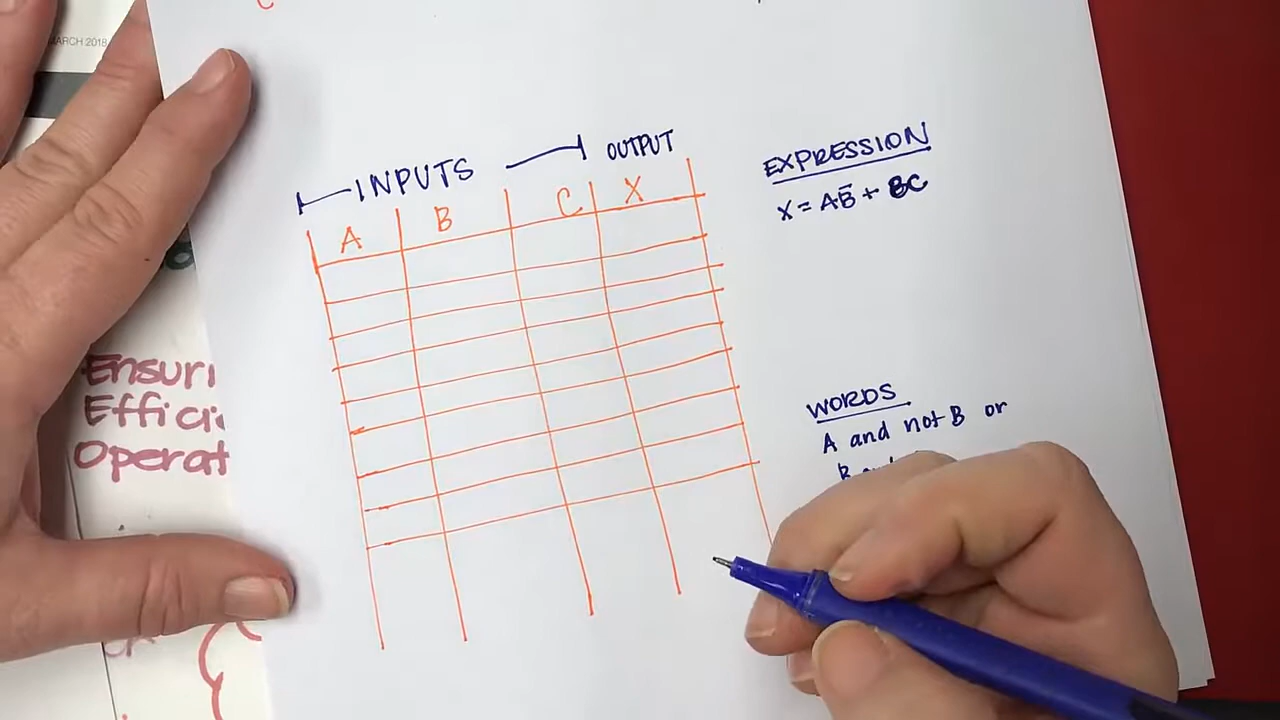 MARCH 2018
INPUTS OUTPUT
A B C X
EXPRESSION
X = AB̅ + BC
WORDS
A and not B or
B
Ensuri
Effici
Operat